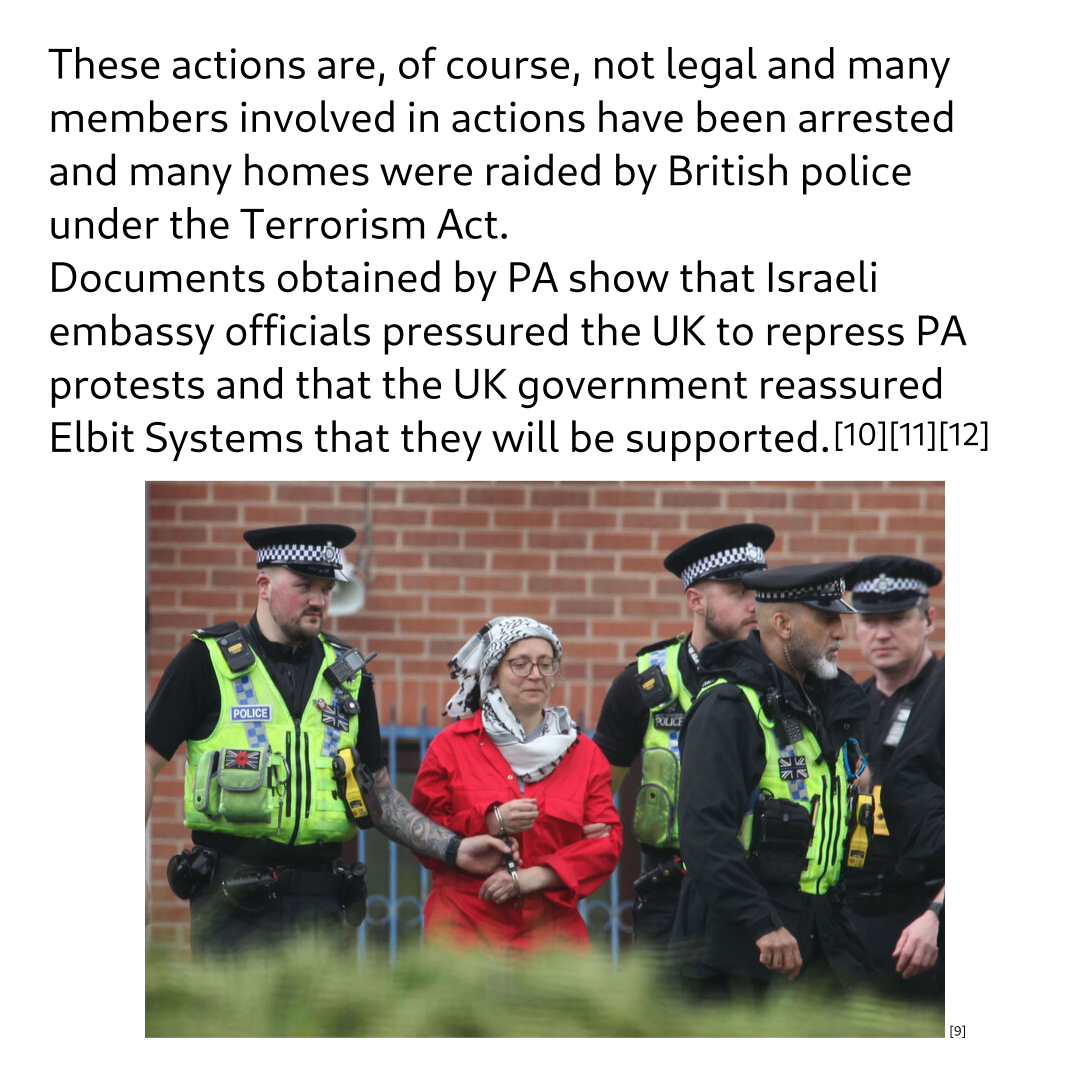 These actions are, of course, not legal and many
members involved in actions have been arrested
and many homes were raided by British police
under the Terrorism Act.
Documents obtained by PA show that Israeli
embassy officials pressured the UK to repress PA
protests and that the UK government reassured
Elbit Systems that they will be supported.[10][11][12]
POLICE
POLICE
[9]